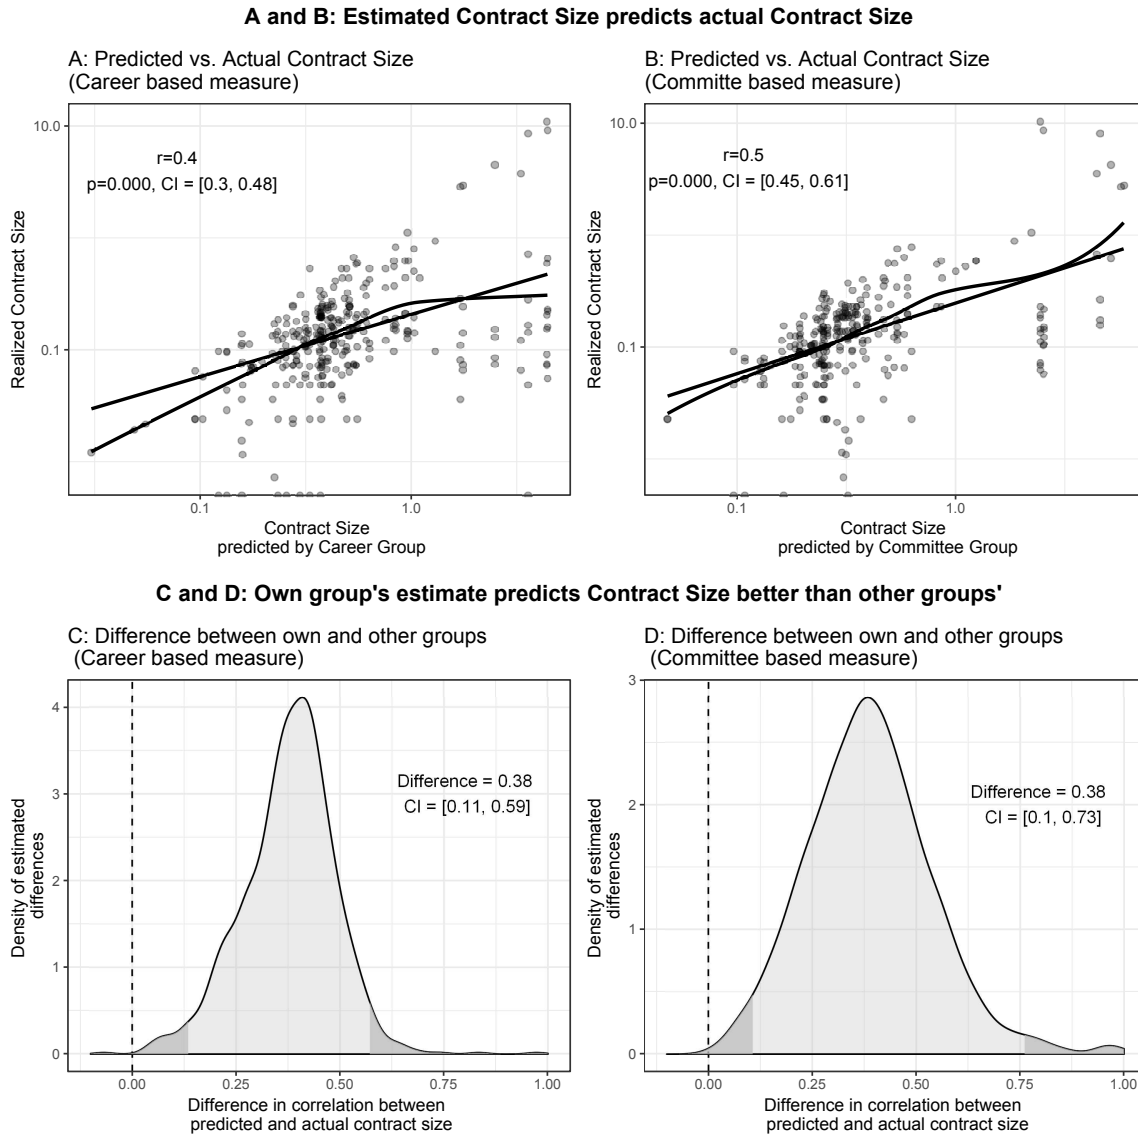 A and B: Estimated Contract Size predicts actual Contract Size
A: Predicted vs. Actual Contract Size
(Career based measure)
10.0
0.1
r=0.4
p=0.000, CI = [0.3, 0.48]
Realized Contract Size
0.1
1.0
Contract Size
predicted by Career Group
B: Predicted vs. Actual Contract Size
(Committe based measure)
10.0
0.1
r=0.5
p=0.000, CI = [0.45, 0.61]
Realized Contract Size
0.1
1.0
Contract Size
predicted by Committee Group
C and D: Own group's estimate predicts Contract Size better than other groups'
C: Difference between own and other groups
(Career based measure)
4
3
2
1
0
Difference = 0.38
CI = [0.11, 0.59]
Density of estimated
differences
0.00
0.25
0.50
0.75
1.00
Difference in correlation between
predicted and actual contract size
D: Difference between own and other groups
(Committee based measure)
3
2
1
0
Difference = 0.38
CI = [0.1, 0.73]
Density of estimated
differences
0.00
0.25
0.50
0.75
1.00
Difference in correlation between
predicted and actual contract size